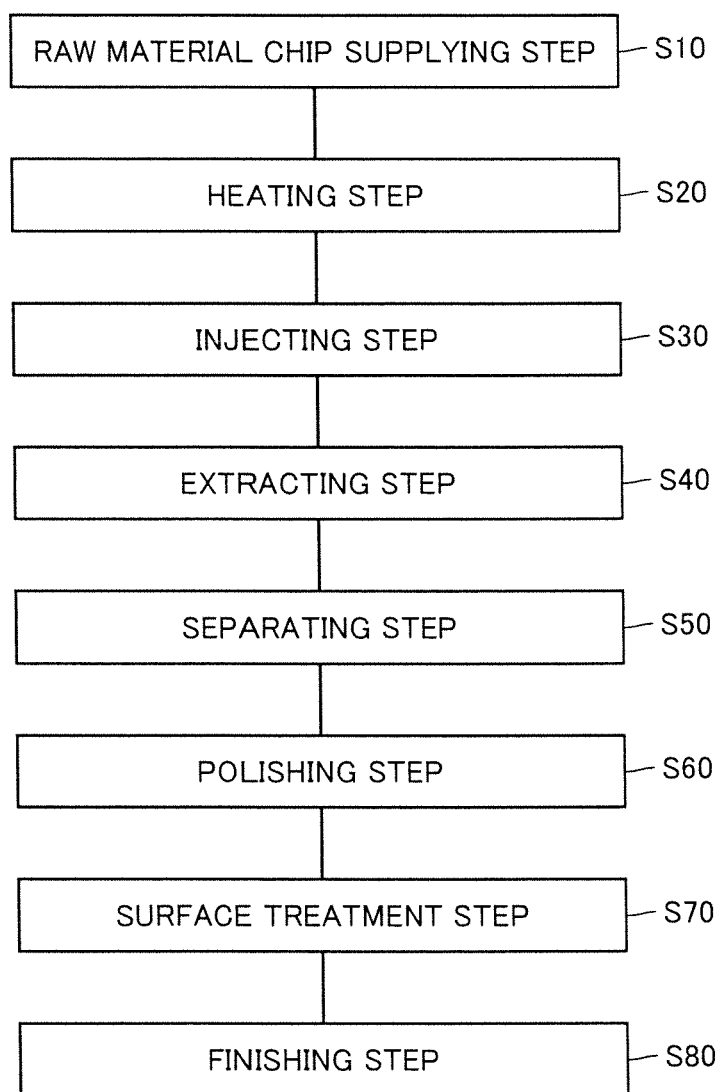 RAW MATERIAL CHIP SUPPLYING STEP S10
HEATING STEP S20
INJECTING STEP S30
EXTRACTING STEP S40
SEPARATING STEP S50
POLISHING STEP S60
SURFACE TREATMENT STEP S70
FINISHING STEP S80